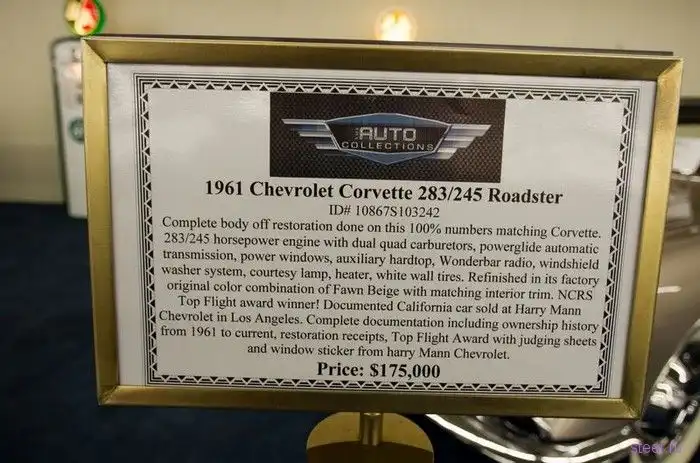 THE AUTO
COLLECTIONS
1961 Chevrolet Corvette 283/245 Roadster
ID# 10867S103242
Complete body off restoration done on this 100% numbers matching Corvette.
283/245 horsepower engine with dual quad carburetors, powerglide automatic
transmission, power windows, auxiliary hardtop, Wonderbar radio, windshield
washer system, courtesy lamp, heater, white wall tires. Refinished in its factory
original color combination of Fawn Beige with matching interior trim. NCRS
Top Flight award winner! Documented California car sold at Harry Mann
Chevrolet in Los Angeles. Complete documentation including ownership history
from 1961 to current, restoration receipts, Top Flight Award with judging sheets
and window sticker from harry Mann Chevrolet.
Price: $175,000